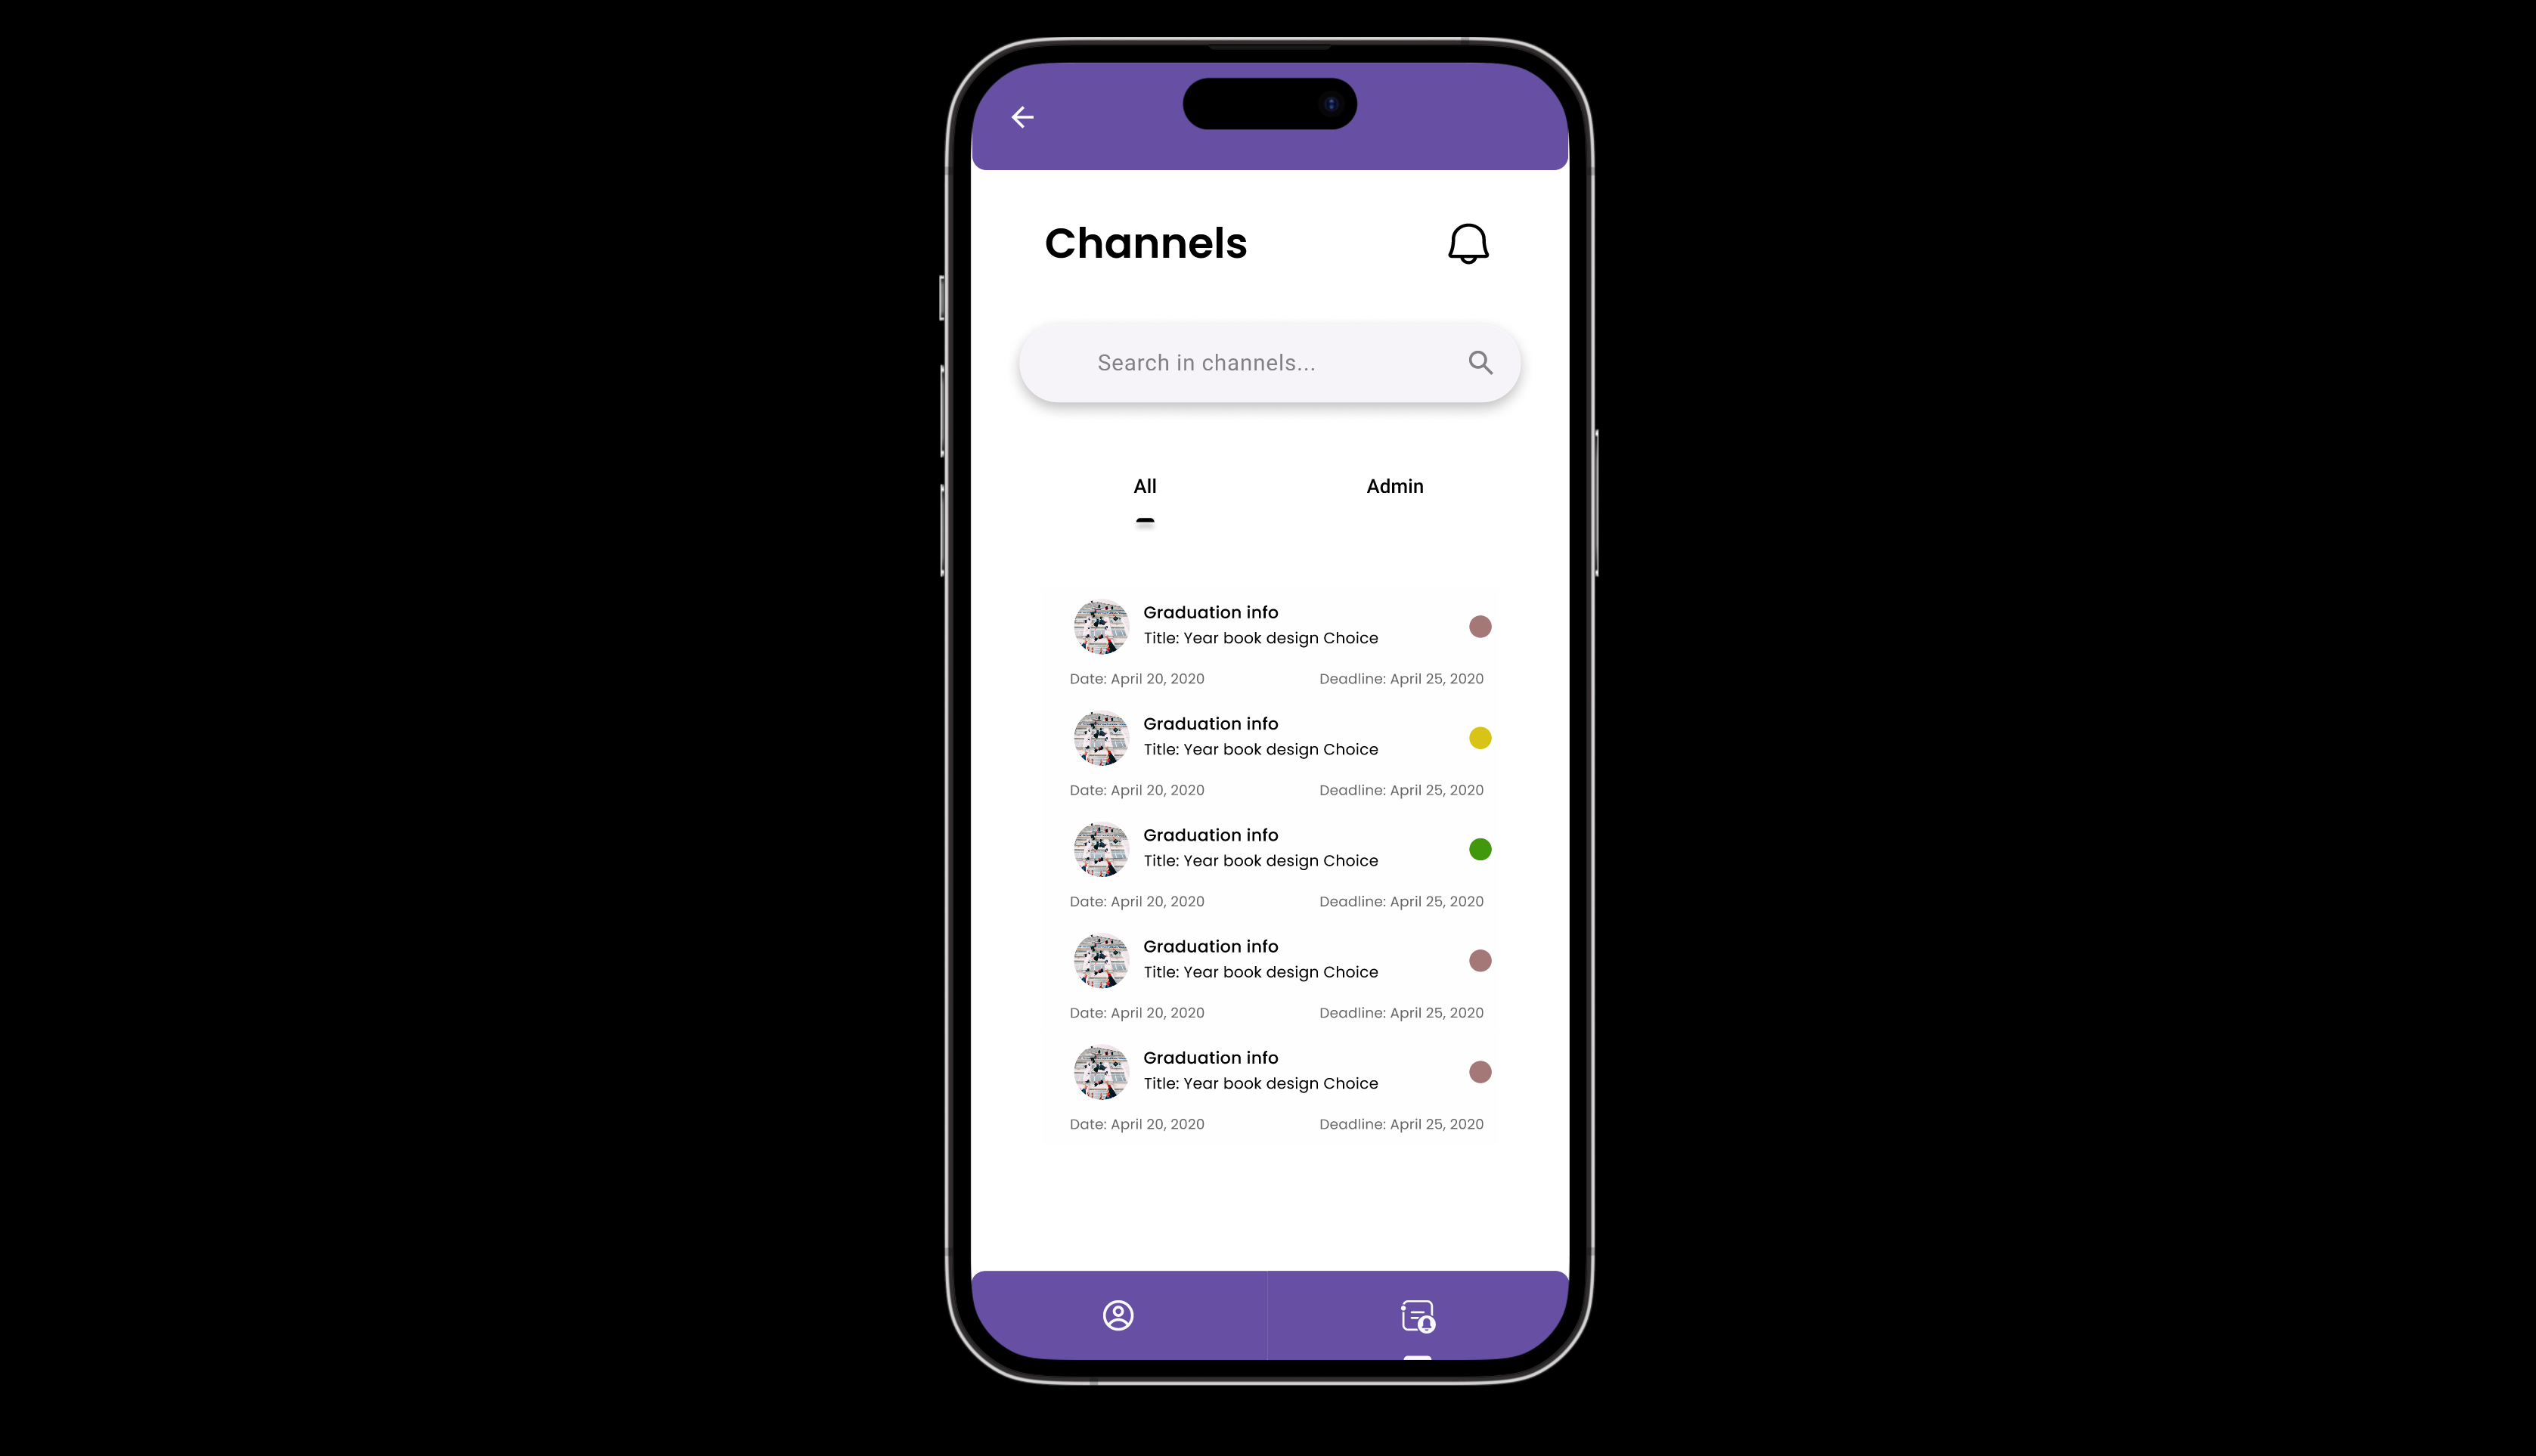 Channels
Search in channels...
All
Admin
Graduation info
Title: Year book design Choice
Date: April 20, 2020
Deadline: April 25, 2020
Graduation info
Title: Year book design Choice
Date: April 20, 2020
Deadline: April 25, 2020
Graduation info
Title: Year book design Choice
Date: April 20, 2020
Deadline: April 25, 2020
Graduation info
Title: Year book design Choice
Date: April 20, 2020
Deadline: April 25, 2020
Graduation info
Title: Year book design Choice
Date: April 20, 2020
Deadline: April 25, 2020